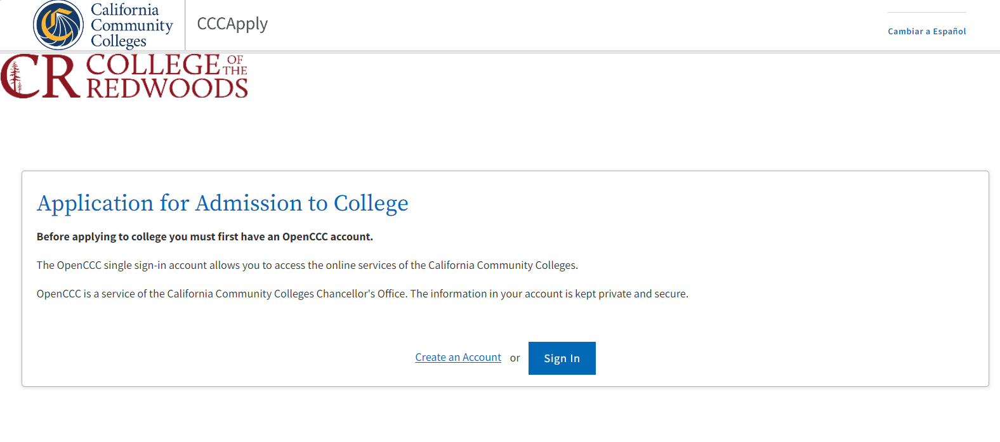 California
Community
Colleges
CCCApply
Cambiar a Español
CR COLLEGE OF THE
REDWOODS
Application for Admission to College
Before applying to college you must first have an OpenCCC account.
The OpenCCC single sign-in account allows you to access the online services of the California Community Colleges.
OpenCCC is a service of the California Community Colleges Chancellor's Office. The information in your account is kept private and secure.
Create an Account or Sign In